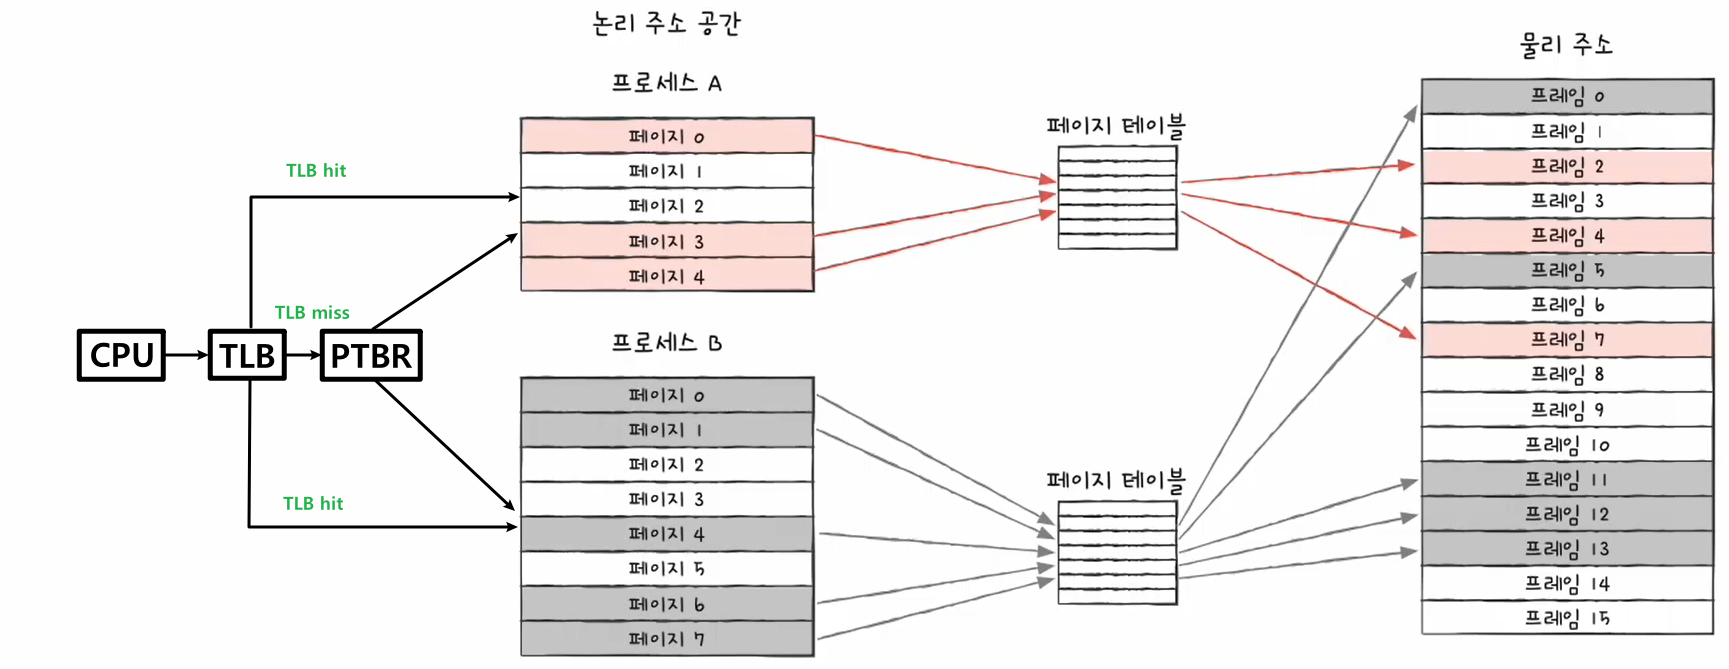 논리 주소 공간
프로세스 A
페이지 0
페이지 1
페이지 2
페이지 3
페이지 4
TLB hit
TLB miss
CPU
TLB
PTBR
TLB hit
프로세스 B
페이지 0
페이지 1
페이지 2
페이지 3
페이지 4
페이지 5
페이지 6
페이지 7
페이지 테이블
페이지 테이블
물리 주소
프레임 0
프레임 1
프레임 2
프레임 3
프레임 4
프레임 5
프레임 6
프레임 7
프레임 8
프레임 9
프레임 10
프레임 11
프레임 12
프레임 13
프레임 14
프레임 15